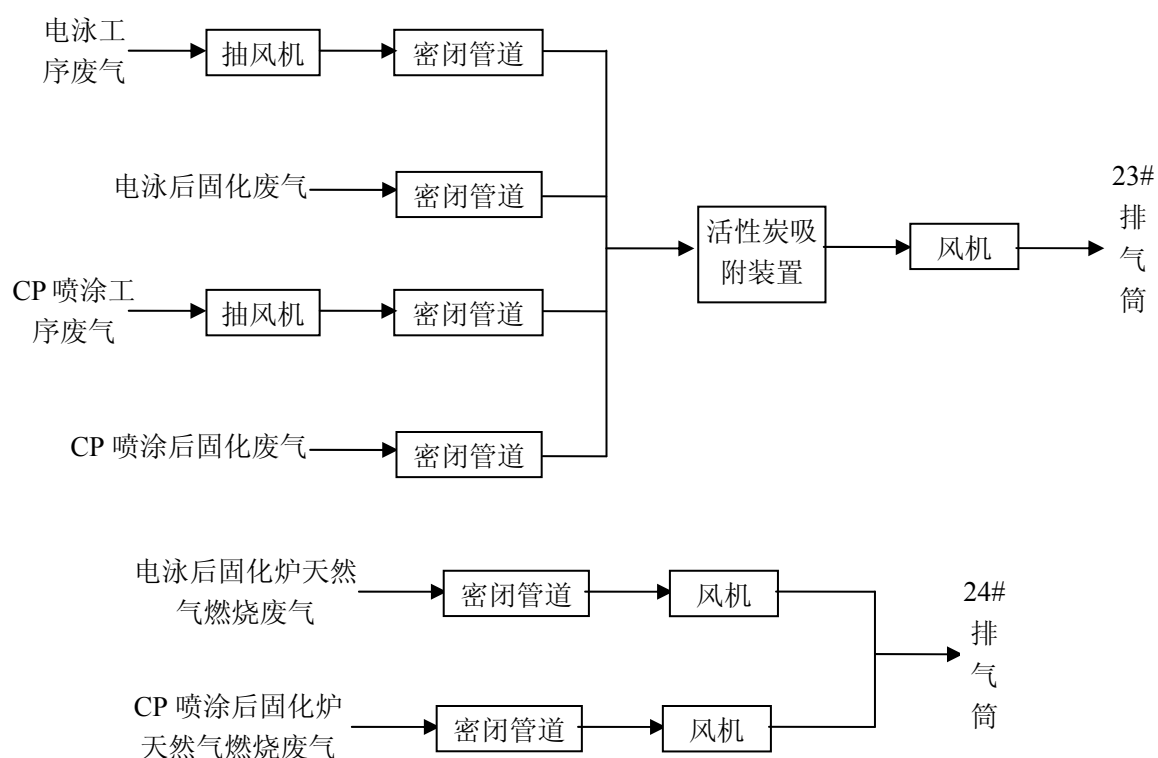 电泳工
序废气
抽风机
密闭管道
电泳后固化废气
密闭管道
CP 喷涂工
序废气
抽风机
密闭管道
CP 喷涂后固化废气
密闭管道
活性炭吸
附装置
风机
23#
排
气
筒
电泳后固化炉天然
气燃烧废气
密闭管道
风机
CP 喷涂后固化炉
天然气燃烧废气
密闭管道
风机
24#
排
气
筒